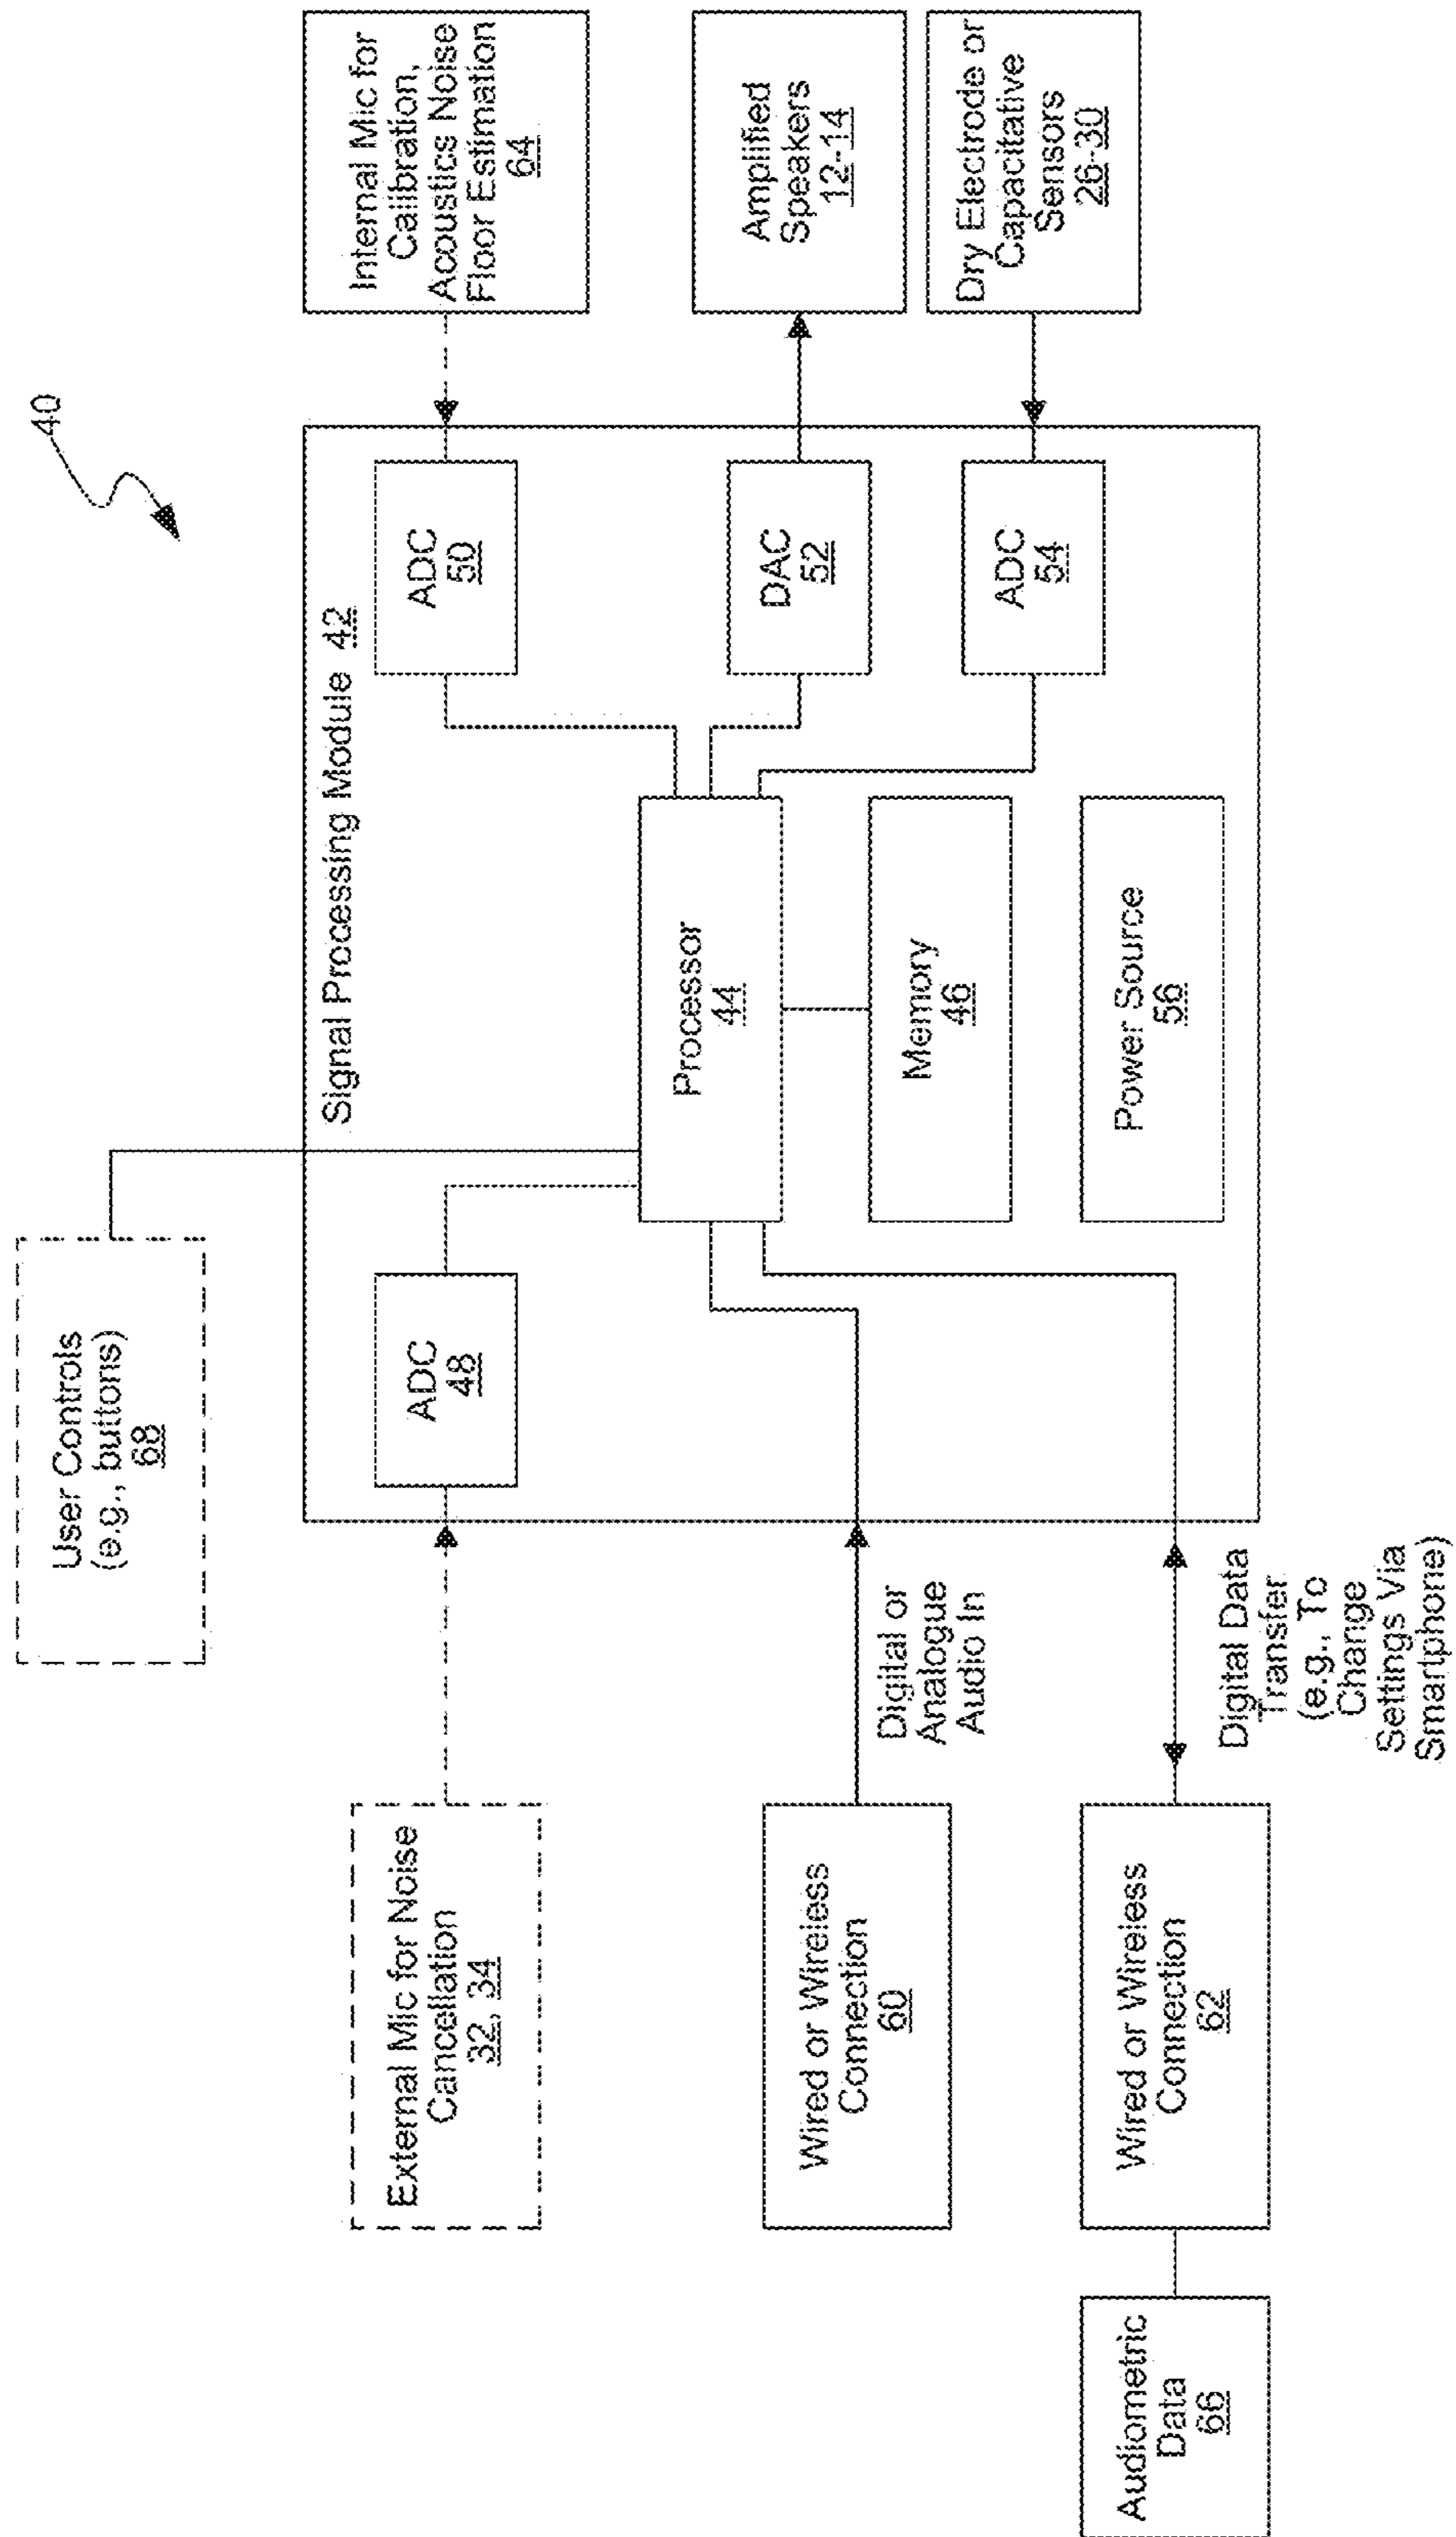 40
User Controls
(e.g., buttons)
68
External Mic for Noise
Cancellation
32, 34
Wired or Wireless
Connection
60
Digital or
Analogue
Audio In
Audiometric
Data
66
Wired or Wireless
Connection
62
Digital Data
Transfer
(e.g., To
Change
Settings Via
Smartphone)
Signal Processing Module 42
ADC
48
Processor
44
Memory
46
Power Source
56
ADC
50
DAC
52
ADC
54
Internal Mic for
Calibration,
Acoustics Noise
Floor Estimation
64
Amplified
Speakers
12-14
Dry Electrode or
Capacitative
Sensors
26-30